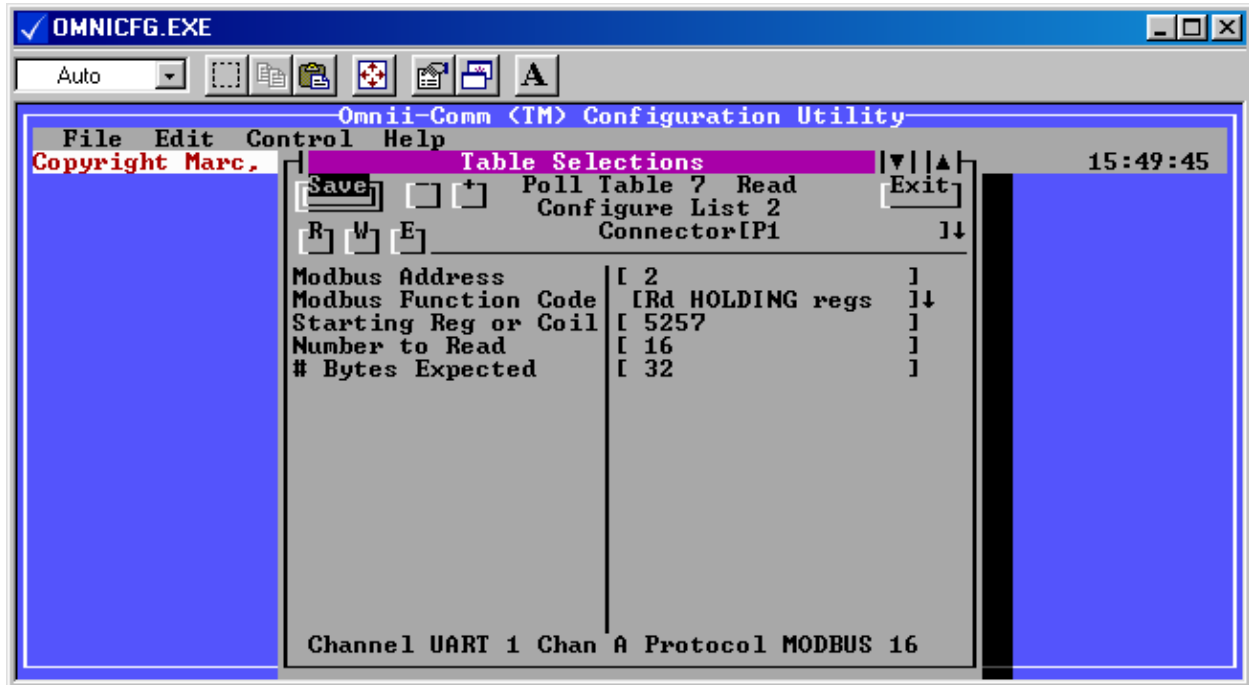 OMNICFG.EXE
Auto
A
Omnii-Comm (TM) Configuration Utility
File Edit Control Help
Copyright Marc, Table Selections |▼||▲| 15:49:45
Save - + Poll Table 7 Read Exit
Configure List 2
R W E Connector[P1 ]↓
Modbus Address [ 2 ]
Modbus Function Code [Rd HOLDING regs ]↓
Starting Reg or Coil [ 5257 ]
Number to Read [ 16 ]
# Bytes Expected [ 32 ]
Channel UART 1 Chan A Protocol MODBUS 16